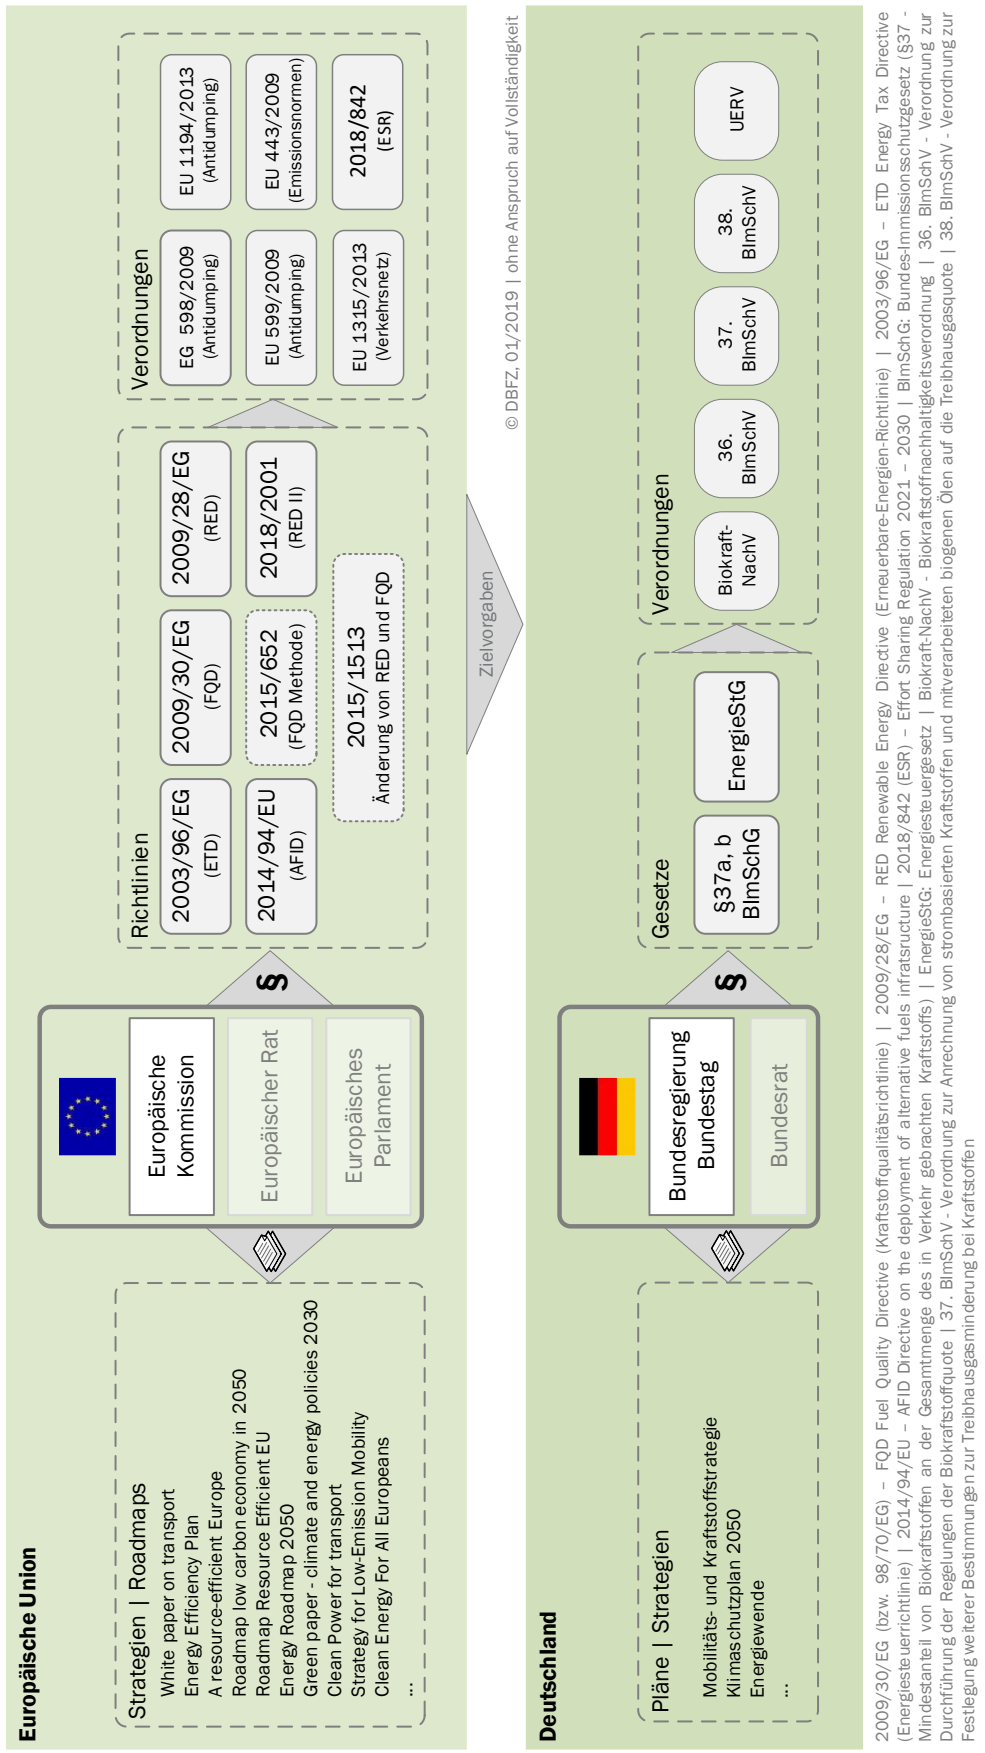 Europäische Union
Strategien | Roadmaps
White paper on transport
Energy Efficiency Plan
A resource-efficient Europe
Roadmap low carbon economy in 2050
Roadmap Resource Efficient EU
Energy Roadmap 2050
Green paper - climate and energy policies 2030
Clean Power for transport
Strategy for Low-Emission Mobility
Clean Energy For All Europeans
...
Europäische
Kommission
Europäischer Rat
Europäisches
Parlament
§
Richtlinien
2003/96/EG
(ETD)
2009/30/EG
(FQD)
2009/28/EG
(RED)
2014/94/EU
(AFID)
2015/652
(FQD Methode)
2018/2001
(RED II)
2015/1513
Änderung von RED und FQD
Verordnungen
EG 598/2009
(Antidumping)
EU 1194/2013
(Antidumping)
EU 599/2009
(Antidumping)
EU 443/2009
(Emissionsnormen)
EU 1315/2013
(Verkehrsnetz)
2018/842
(ESR)
Zielvorgaben
© DBFZ, 01/2019 | ohne Anspruch auf Vollständigkeit
Deutschland
Pläne | Strategien
Mobilitäts- und Kraftstoffstrategie
Klimaschutzplan 2050
Energiewende
...
Bundesregierung
Bundestag
Bundesrat
§
Gesetze
§37a, b
BImSchG
EnergieStG
Verordnungen
Biokraft-
NachV
36.
BImSchV
37.
BImSchV
38.
BImSchV
UERV
2009/30/EG (bzw. 98/70/EG) – FQD Fuel Quality Directive (Kraftstoffqualitätsrichtlinie) | 2009/28/EG – RED Renewable Energy Directive (Erneuerbare-Energien-Richtlinie) | 2003/96/EG – ETD Energy Tax Directive
(Energiesteuerrichtlinie) | 2014/94/EU – AFID Directive on the deployment of alternative fuels infratsructure | 2018/842 (ESR) – Effort Sharing Regulation 2021 – 2030 | BImSchG: Bundes-Immissionsschutzgesetz (§37 -
Mindestanteil von Biokraftstoffen an der Gesamtmenge des in Verkehr gebrachten Kraftstoffs) | EnergieStG: Energiesteuergesetz | Biokraft-NachV - Biokraftstoffnachhaltigkeitsverordnung | 36. BImSchV - Verordnung zur
Durchführung der Regelungen der Biokraftstoffquote | 37. BImSchV - Verordnung zur Anrechnung von strombasierten Kraftstoffen und mitverarbeiteten biogenen Ölen auf die Treibhausgasquote | 38. BImSchV - Verordnung zur
Festlegung weiterer Bestimmungen zur Treibhausgasminderung bei Kraftstoffen